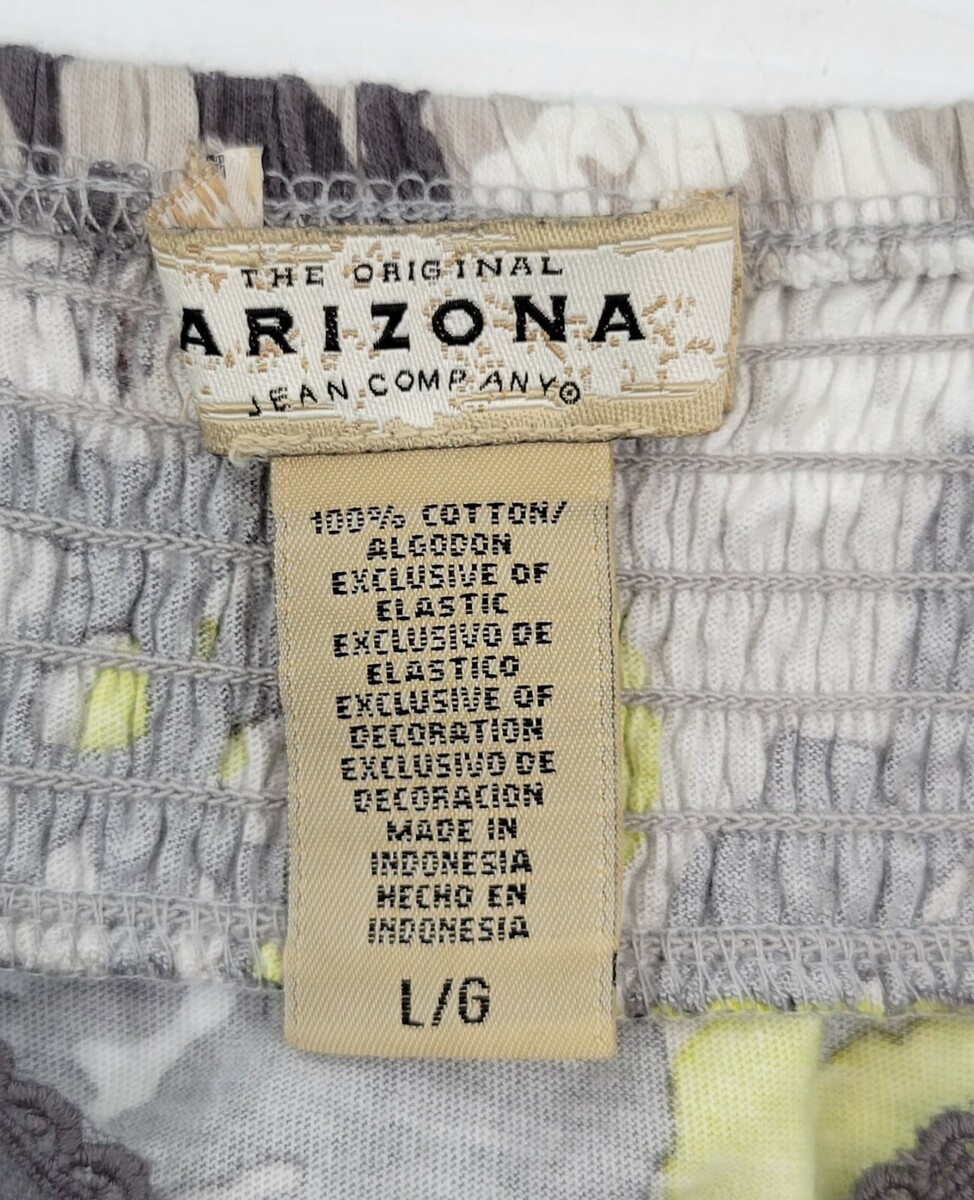 THE ORIGINAL
ARIZONA
JEAN COMPANY®
100% COTTON/
ALGODON
EXCLUSIVE OF
ELASTIC
EXCLUSIVO DE
ELASTICO
EXCLUSIVE OF
DECORATION
EXCLUSIVO DE
DECORACION
MADE IN
INDONESIA
HECHO EN
INDONESIA
L/G